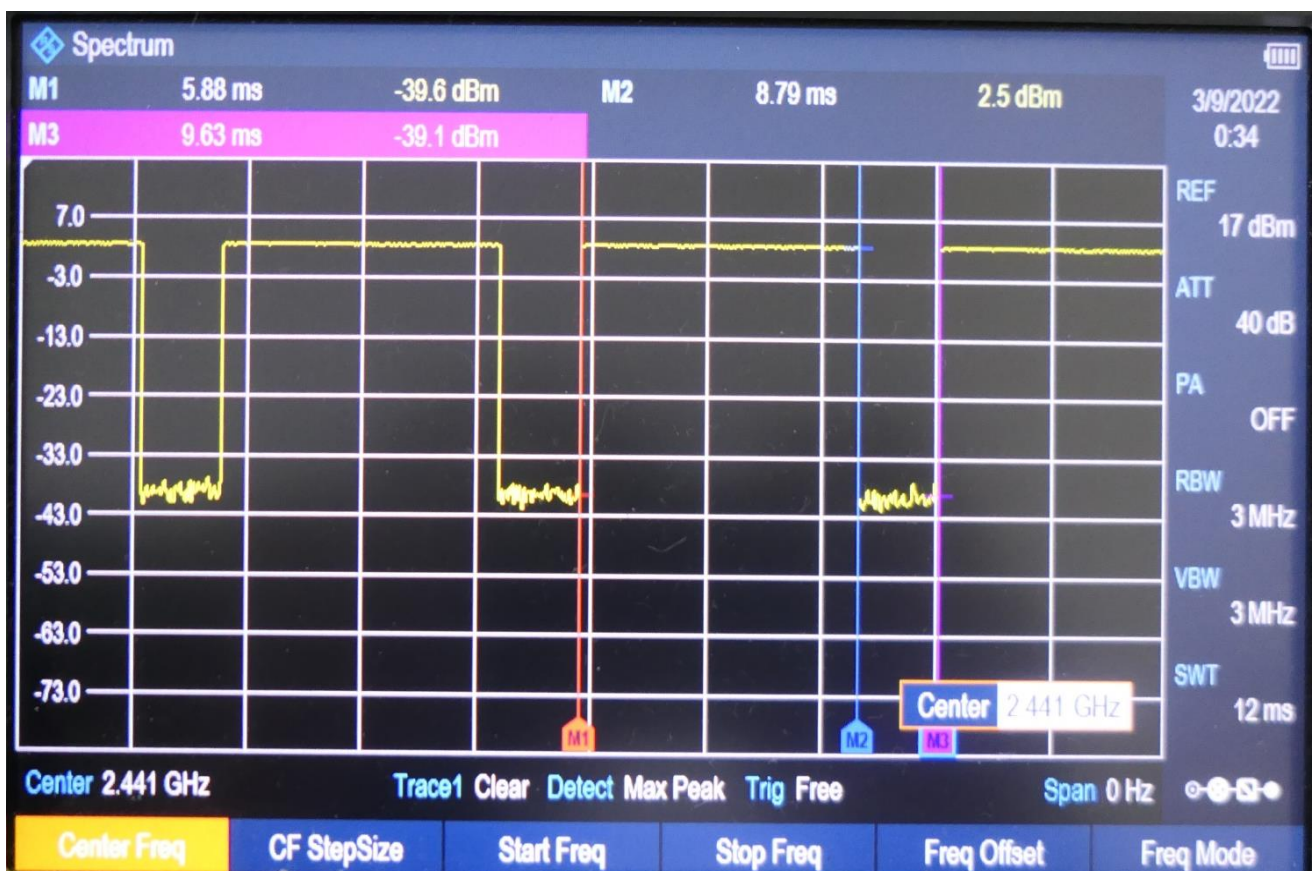 Spectrum
M1 5.88 ms -39.6 dBm M2 8.79 ms 2.5 dBm
M3 9.63 ms -39.1 dBm
3/9/2022
0:34
7.0
-3.0
-13.0
-23.0
-33.0
-43.0
-53.0
-63.0
-73.0
M1 M2 M3
Center 2 441 GHz
REF
17 dBm
ATT
40 dB
PA
OFF
RBW
3 MHz
VBW
3 MHz
SWT
12 ms
Center 2.441 GHz Trace1 Clear Detect Max Peak Trig Free Span 0 Hz
Center Freq CF StepSize Start Freq Stop Freq Freq Offset Freq Mode